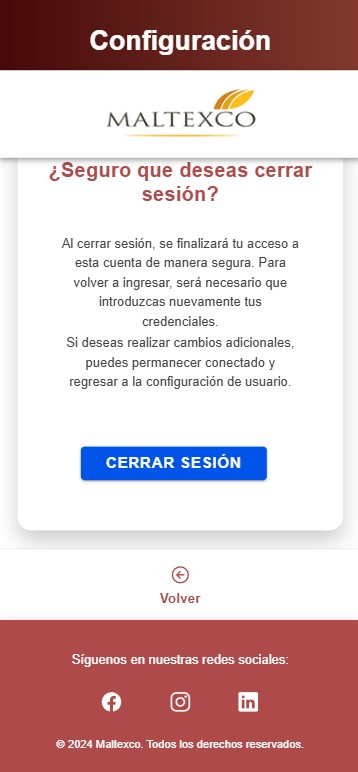 Configuración
MALTEXCO
¿Seguro que deseas cerrar
sesión?
Al cerrar sesión, se finalizará tu acceso a
esta cuenta de manera segura. Para
volver a ingresar, será necesario que
introduzcas nuevamente tus
credenciales.
Si deseas realizar cambios adicionales,
puedes permanecer conectado y
regresar a la configuración de usuario.
CERRAR SESIÓN
Volver
Síguenos en nuestras redes sociales:
© 2024 Maltexco. Todos los derechos reservados.